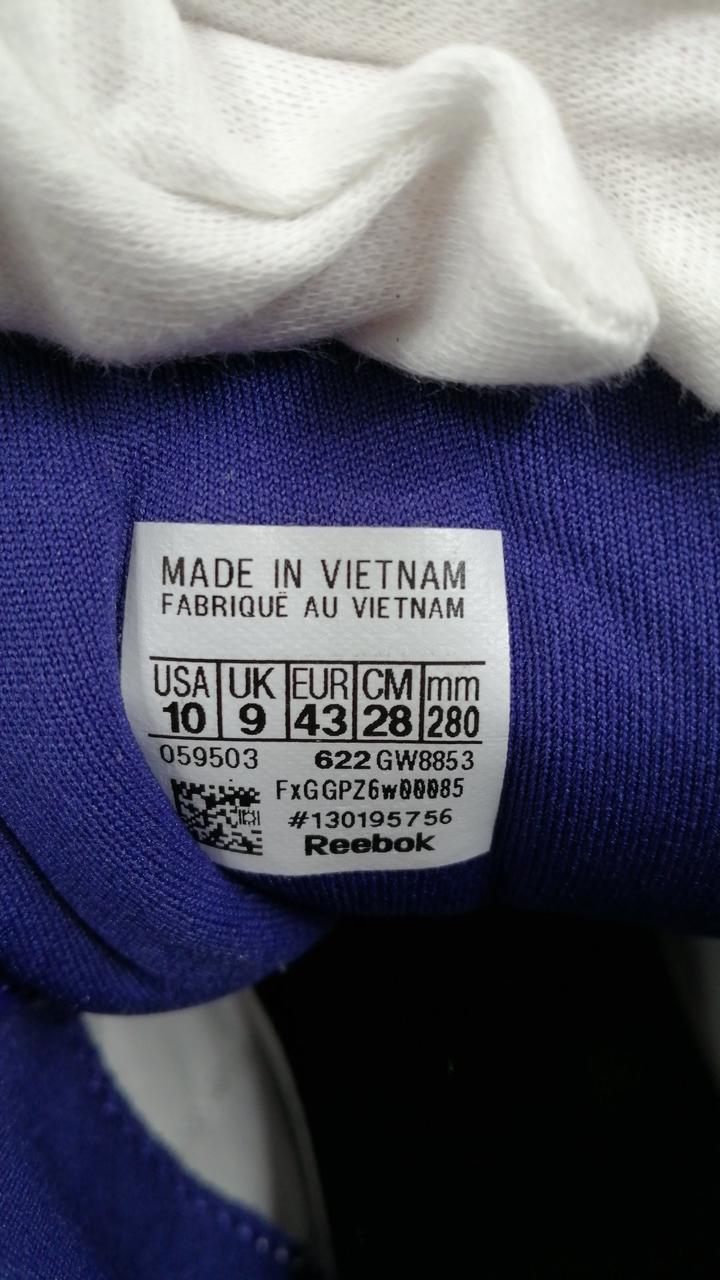 MADE IN VIETNAM
FABRIQUÉ AU VIETNAM
USA UK EUR CM mm
10 9 43 28 280
059503 622 GW8853
FxGGPZ6w00085
#130195756
Reebok